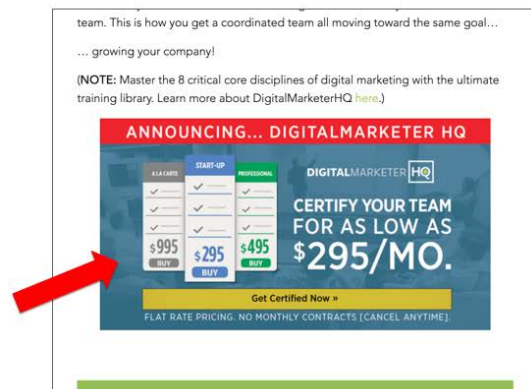 team. This is how you get a coordinated team all moving toward the same goal…
… growing your company!
(NOTE: Master the 8 critical core disciplines of digital marketing with the ultimate
training library. Learn more about DigitalMarketerHQ here.)
ANNOUNCING... DIGITALMARKETER HQ
A LA CARTE
START-UP
PROFESSIONAL
$995
BUY
$295
BUY
$495
BUY
DIGITALMARKETER HQ
CERTIFY YOUR TEAM
FOR AS LOW AS
$295/MO.
Get Certified Now »
FLAT RATE PRICING. NO MONTHLY CONTRACTS [CANCEL ANYTIME].